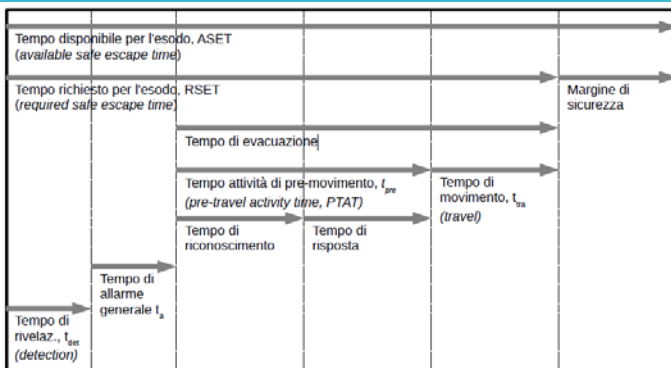 Tempo disponibile per l'esodo, ASET
(available safe escape time)
Tempo richiesto per l'esodo, RSET
(required safe escape time)
Margine di
sicurezza
Tempo di evacuazione
Tempo attività di pre-movimento, tpre
(pre-travel activity time, PTAT)
Tempo di
movimento, ttra
(travel)
Tempo di
riconoscimento
Tempo di
risposta
Tempo di
allarme
generale ta
Tempo di
rivelaz., tdet
(detection)